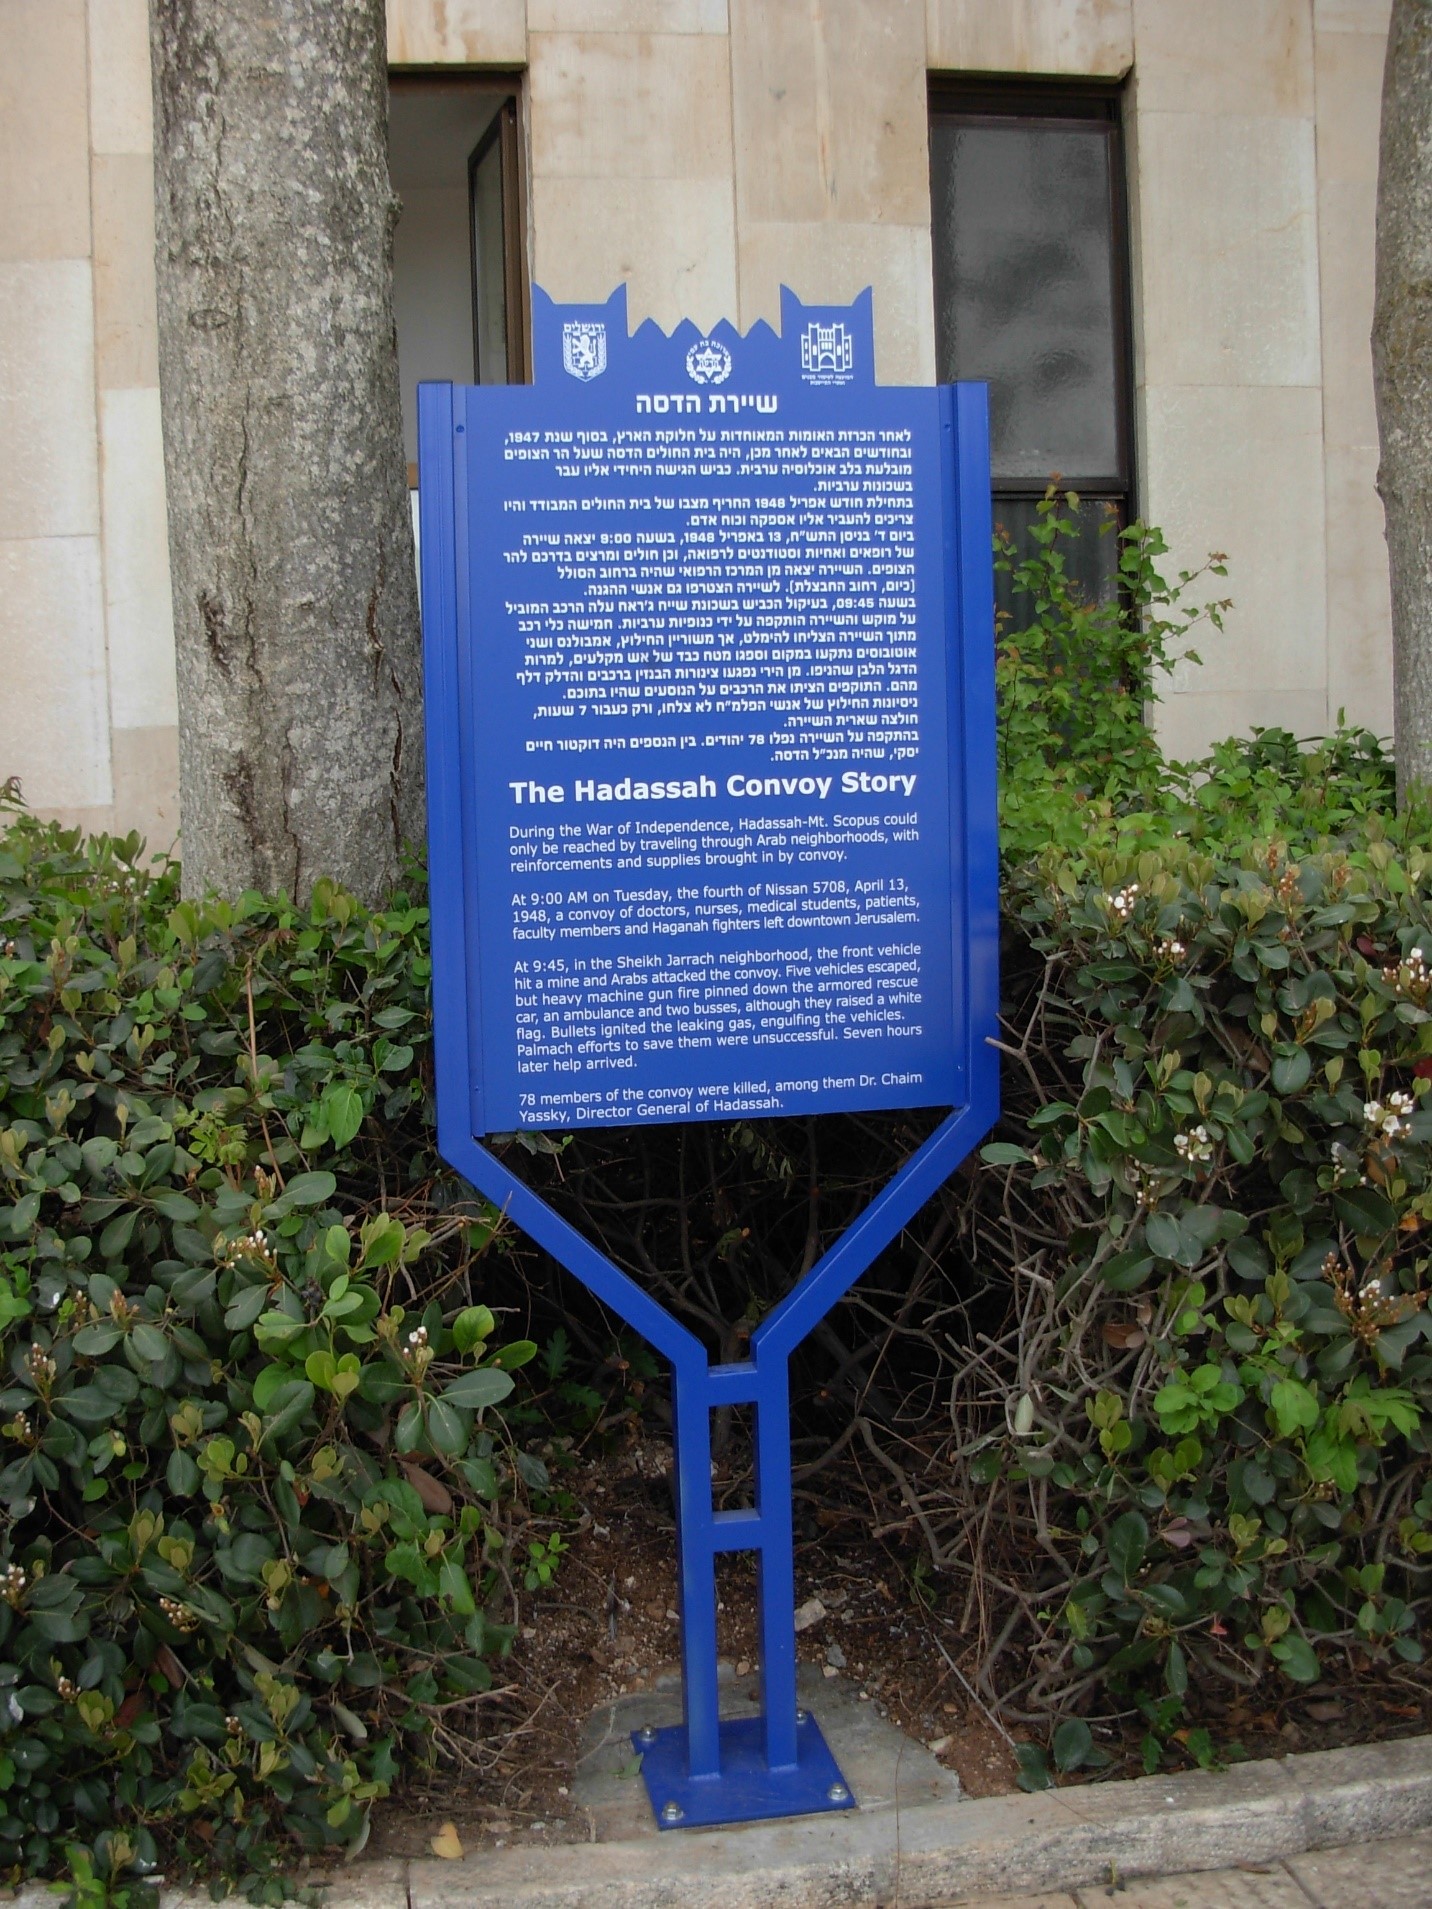 ירושלים
שיירת הדסה
לאחר הכרזת האומות המאוחדות על חלוקת הארץ, בסוף שנת 1947,
ובחודשים הבאים לאחר מכן, היה בית החולים הדסה שעל הר הצופים
מובלעת בלב אוכלוסיה ערבית. כביש הגישה היחידי אליו עבר
בשכונות ערביות.
בתחילת חודש אפריל 1948 החריף מצבו של בית החולים המבודד והיו
צריכים להעביר אליו אספקה וכוח אדם.
ביום ד' בניסן התש"ח, 13 באפריל 1948, בשעה 9:00 יצאה שיירה
של רופאים ואחיות וסטודנטים לרפואה, וכן חולים ומרצים בדרכם להר
הצופים. השיירה יצאה מן המרכז הרפואי שהיה ברחוב הסולל
(כיום, רחוב החבצלת). לשיירה הצטרפו גם אנשי ההגנה.
בשעה 09:45, בעיקול הכביש בשכונת שייח ג'ראח עלה הרכב המוביל
על מוקש והשיירה הותקפה על ידי כנופיות ערביות. חמישה כלי רכב
מתוך השיירה הצליחו להימלט, אך משוריין החילוץ, אמבולנס ושני
אוטובוסים נתקעו במקום וספגו מטח כבד של אש מקלעים, למרות
הדגל הלבן שהניפו. מן הירי נפגעו צינורות הבנזין ברכבים והדלק דלף
מהם. התוקפים הציתו את הרכבים על הנוסעים שהיו בתוכם.
ניסיונות החילוץ של אנשי הפלמ"ח לא צלחו, ורק כעבור 7 שעות,
חולצה שארית השיירה.
בהתקפה על השיירה נפלו 78 יהודים. בין הנספים היה דוקטור חיים
יסקי, שהיה מנכ"ל הדסה.
The Hadassah Convoy Story
During the War of Independence, Hadassah-Mt. Scopus could
only be reached by traveling through Arab neighborhoods, with
reinforcements and supplies brought in by convoy.
At 9:00 AM on Tuesday, the fourth of Nissan 5708, April 13,
1948, a convoy of doctors, nurses, medical students, patients,
faculty members and Haganah fighters left downtown Jerusalem.
At 9:45, in the Sheikh Jarrach neighborhood, the front vehicle
hit a mine and Arabs attacked the convoy. Five vehicles escaped,
but heavy machine gun fire pinned down the armored rescue
car, an ambulance and two busses, although they raised a white
flag. Bullets ignited the leaking gas, engulfing the vehicles.
Palmach efforts to save them were unsuccessful. Seven hours
later help arrived.
78 members of the convoy were killed, among them Dr. Chaim
Yassky, Director General of Hadassah.